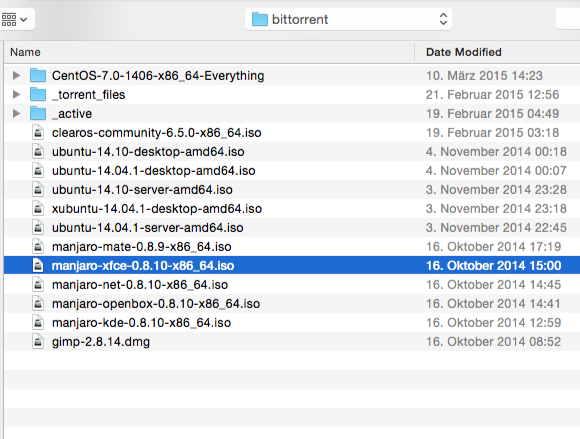 bittorrent
Name Date Modified
CentOS-7.0-1406-x86_64-Everything 10. März 2015 14:23
_torrent_files 21. Februar 2015 12:56
_active 19. Februar 2015 04:49
clearos-community-6.5.0-x86_64.iso 19. Februar 2015 03:18
ubuntu-14.10-desktop-amd64.iso 4. November 2014 00:18
ubuntu-14.04.1-desktop-amd64.iso 4. November 2014 00:07
ubuntu-14.10-server-amd64.iso 3. November 2014 23:28
xubuntu-14.04.1-desktop-amd64.iso 3. November 2014 23:18
ubuntu-14.04.1-server-amd64.iso 3. November 2014 22:45
manjaro-mate-0.8.9-x86_64.iso 16. Oktober 2014 17:19
manjaro-xfce-0.8.10-x86_64.iso 16. Oktober 2014 15:00
manjaro-net-0.8.10-x86_64.iso 16. Oktober 2014 14:45
manjaro-openbox-0.8.10-x86_64.iso 16. Oktober 2014 14:41
manjaro-kde-0.8.10-x86_64.iso 16. Oktober 2014 12:59
gimp-2.8.14.dmg 16. Oktober 2014 08:52